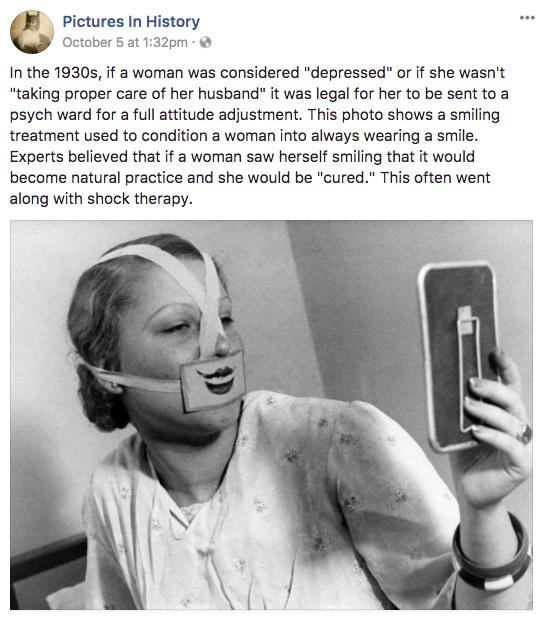 Pictures In History
October 5 at 1:32pm ·
In the 1930s, if a woman was considered "depressed" or if she wasn't
"taking proper care of her husband" it was legal for her to be sent to a
psych ward for a full attitude adjustment. This photo shows a smiling
treatment used to condition a woman into always wearing a smile.
Experts believed that if a woman saw herself smiling that it would
become natural practice and she would be "cured." This often went
along with shock therapy.